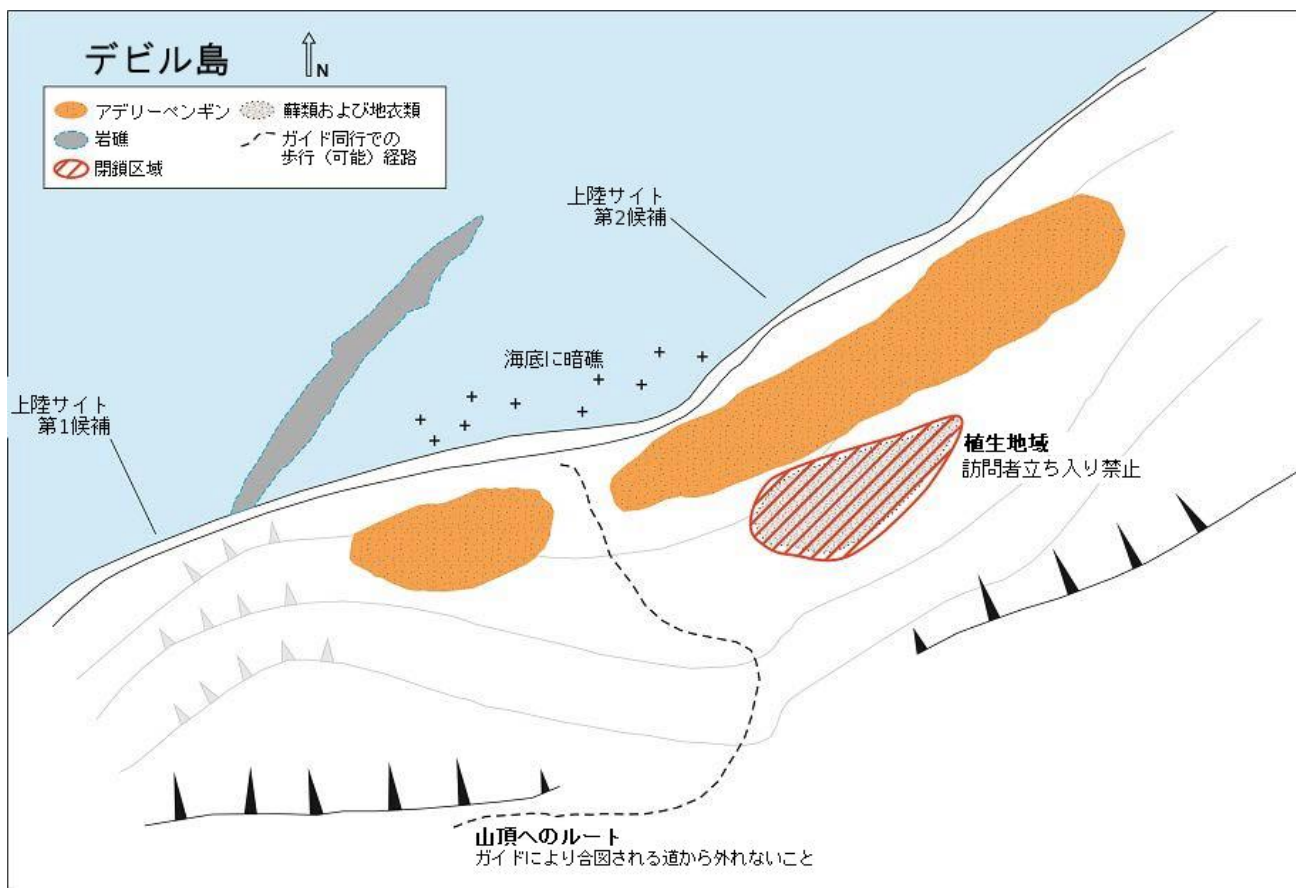 デビル島
N
アデリーペンギン
蘚類および地衣類
岩礁
ガイド同行での
歩行（可能）経路
閉鎖区域
上陸サイト
第2候補
海底に暗礁
上陸サイト
第1候補
植生地域
訪問者立ち入り禁止
山頂へのルート
ガイドにより合図される道から外れないこと